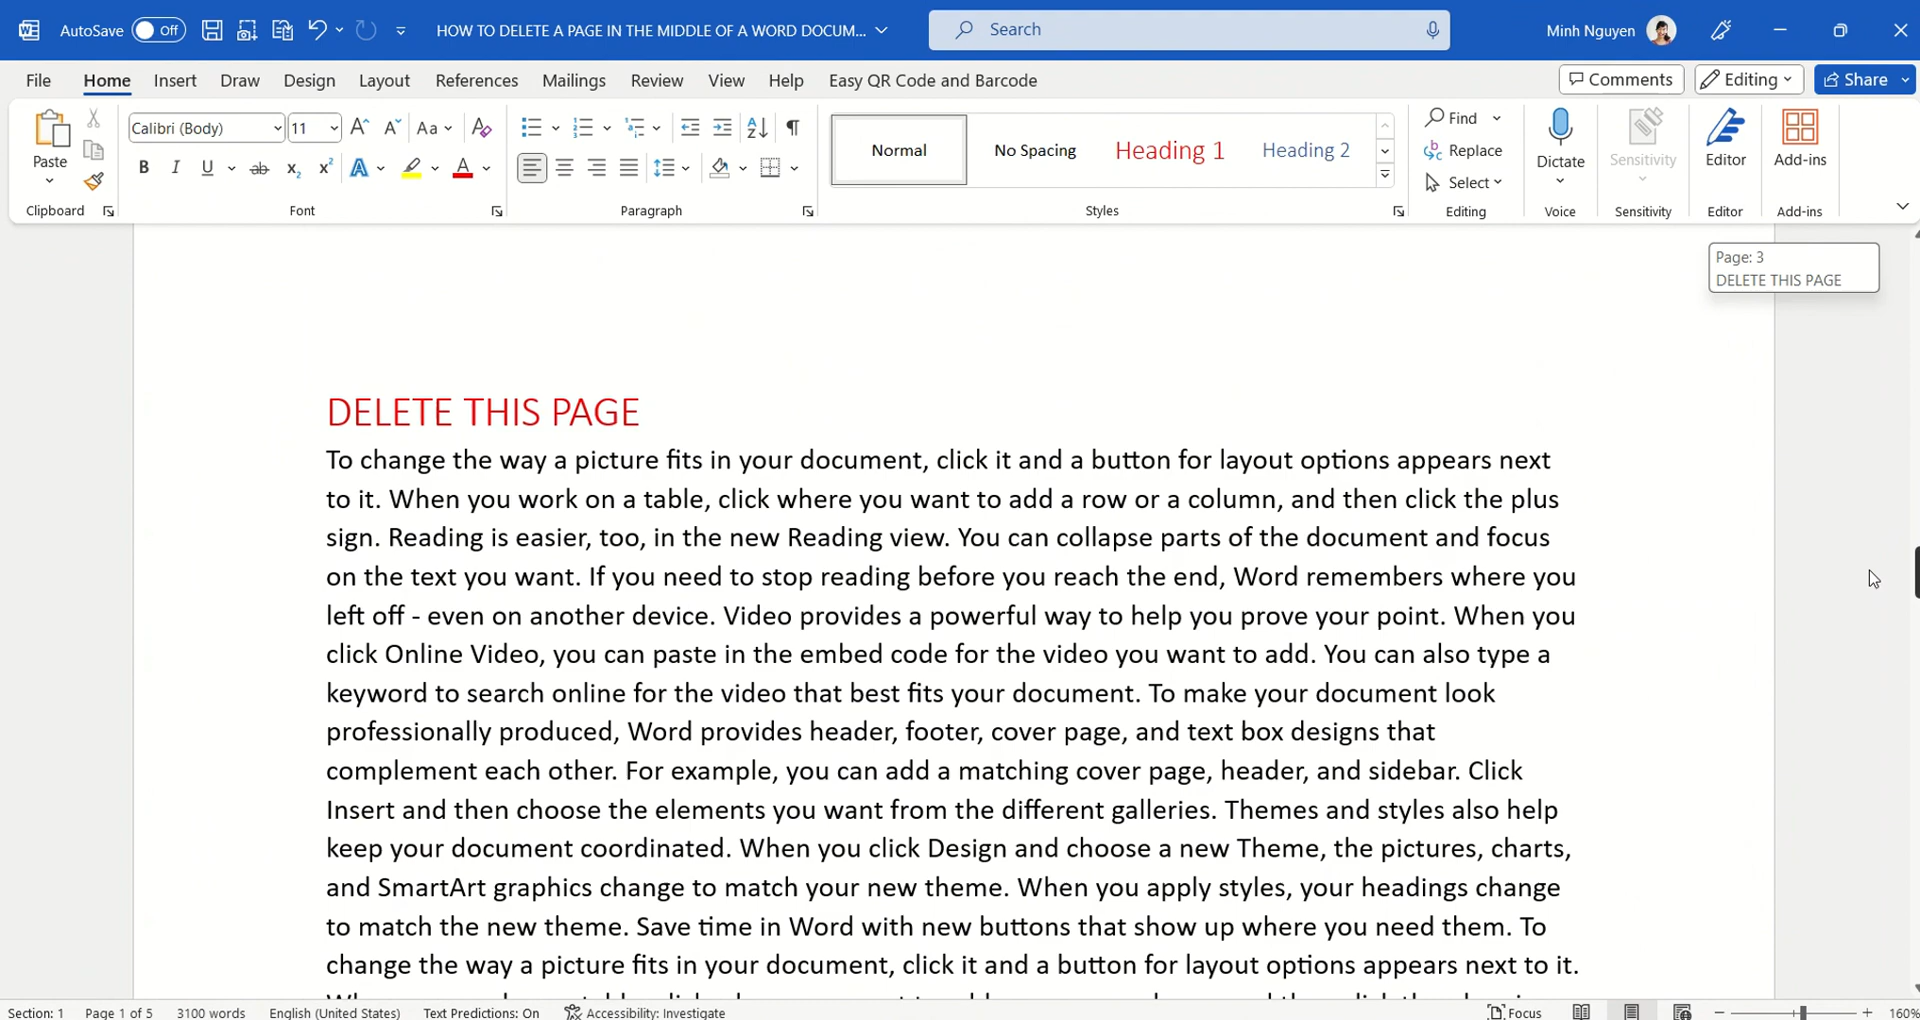 AutoSave Off HOW TO DELETE A PAGE IN THE MIDDLE OF A WORD DOCUM... Search Minh Nguyen
File Home Insert Draw Design Layout References Mailings Review View Help Easy QR Code and Barcode Comments Editing Share
Paste Calibri (Body) 11 Aa Normal No Spacing Heading 1 Heading 2 Find Replace Select Dictate Sensitivity Editor Add-ins
Clipboard Font Paragraph Styles Editing Voice Sensitivity Editor Add-ins
Page: 3
DELETE THIS PAGE
DELETE THIS PAGE
To change the way a picture fits in your document, click it and a button for layout options appears next
to it. When you work on a table, click where you want to add a row or a column, and then click the plus
sign. Reading is easier, too, in the new Reading view. You can collapse parts of the document and focus
on the text you want. If you need to stop reading before you reach the end, Word remembers where you
left off - even on another device. Video provides a powerful way to help you prove your point. When you
click Online Video, you can paste in the embed code for the video you want to add. You can also type a
keyword to search online for the video that best fits your document. To make your document look
professionally produced, Word provides header, footer, cover page, and text box designs that
complement each other. For example, you can add a matching cover page, header, and sidebar. Click
Insert and then choose the elements you want from the different galleries. Themes and styles also help
keep your document coordinated. When you click Design and choose a new Theme, the pictures, charts,
and SmartArt graphics change to match your new theme. When you apply styles, your headings change
to match the new theme. Save time in Word with new buttons that show up where you need them. To
change the way a picture fits in your document, click it and a button for layout options appears next to it.
Section: 1 Page 1 of 5 3100 words English (United States) Text Predictions: On Accessibility: Investigate Focus 160%